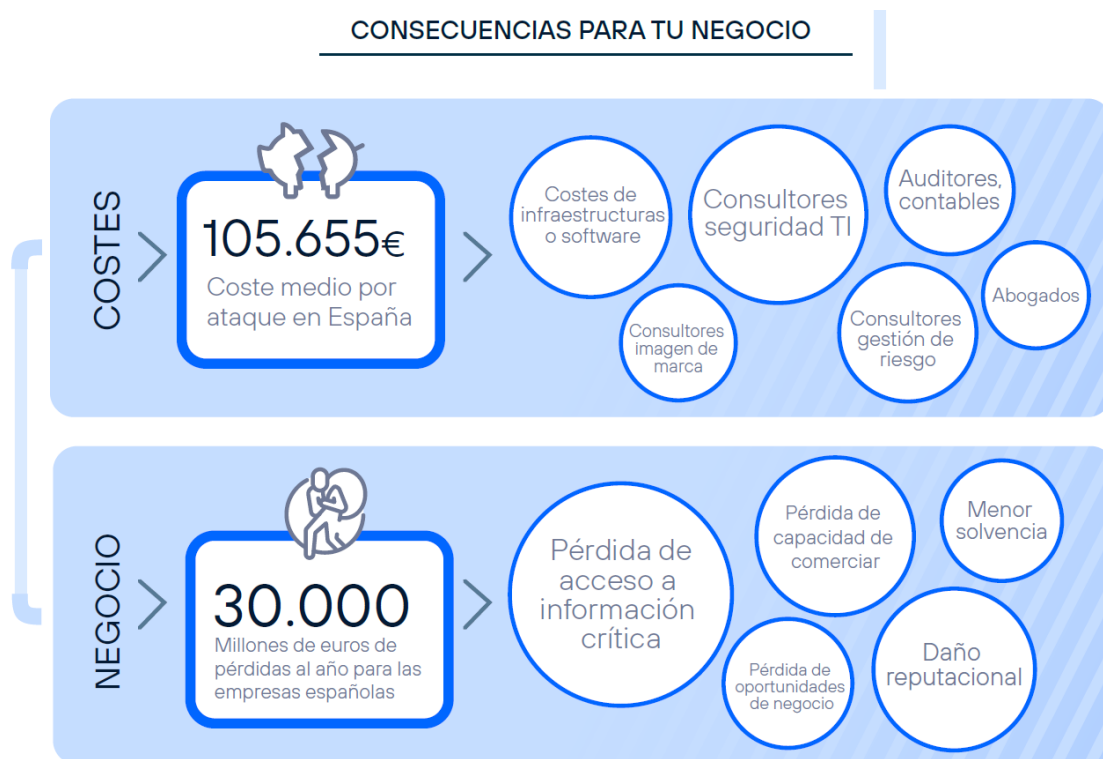 CONSECUENCIAS PARA TU NEGOCIO
COSTES
105.655€
Coste medio por
ataque en España
Costes de
infraestructuras
o software
Consultores
seguridad TI
Auditores,
contables
Consultores
imagen de
marca
Consultores
gestión de
riesgo
Abogados
NEGOCIO
30.000
Millones de euros de
pérdidas al año para las
empresas españolas
Pérdida de
acceso a
información
crítica
Pérdida de
capacidad de
comerciar
Menor
solvencia
Pérdida de
oportunidades
de negocio
Daño
reputacional